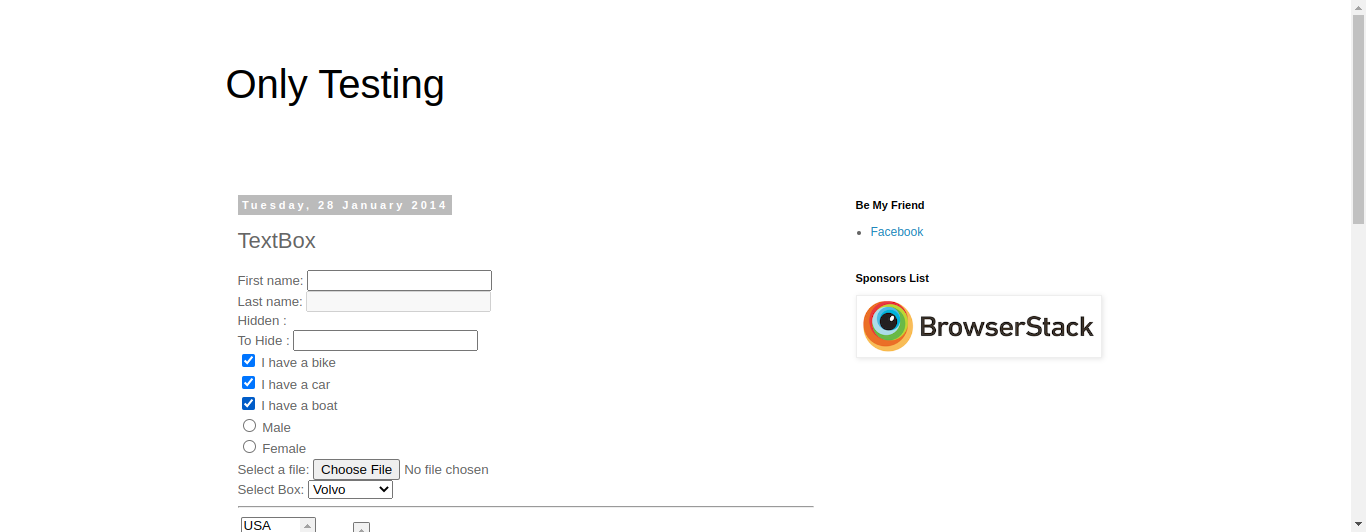 Only Testing
Tuesday, 28 January 2014
TextBox
First name:
Last name:
Hidden :
To Hide :
I have a bike
I have a car
I have a boat
Male
Female
Select a file: Choose File No file chosen
Select Box: Volvo
USA
Be My Friend
Facebook
Sponsors List
BrowserStack